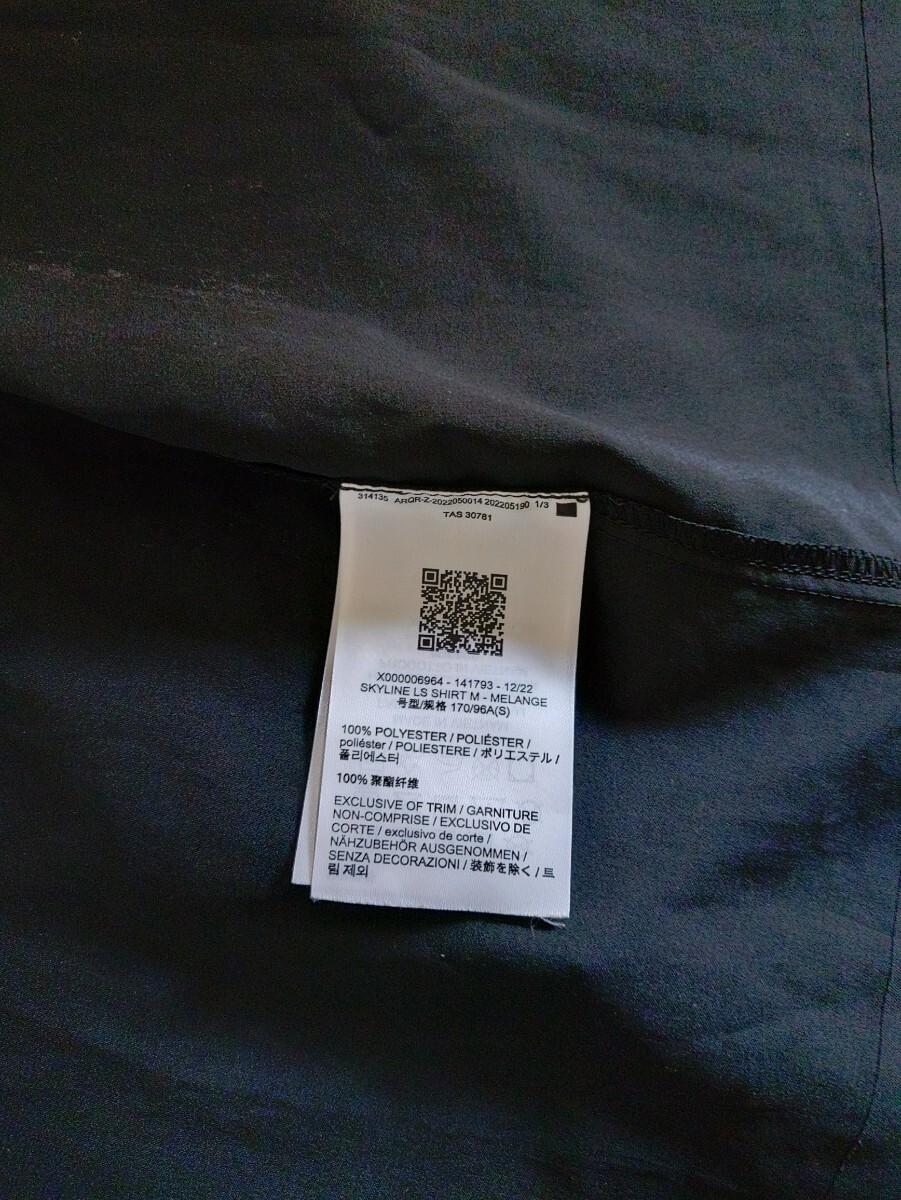 314135 ARQR-Z-2022050014 202205190 1/3
TAS 30781
X000006964 - 141793 - 12/22
SKYLINE LS SHIRT M - MELANGE
号型/规格 170/96A(S)
100% POLYESTER / POLIÉSTER /
poliéster / POLIESTERE / ポリエステル /
폴리에스터
100% 聚酯纤维
EXCLUSIVE OF TRIM / GARNITURE
NON-COMPRISE / EXCLUSIVO DE
CORTE / exclusivo de corte /
NÄHZUBEHÖR AUSGENOMMEN /
SENZA DECORAZIONI / 装飾を除く / 트
림 제외